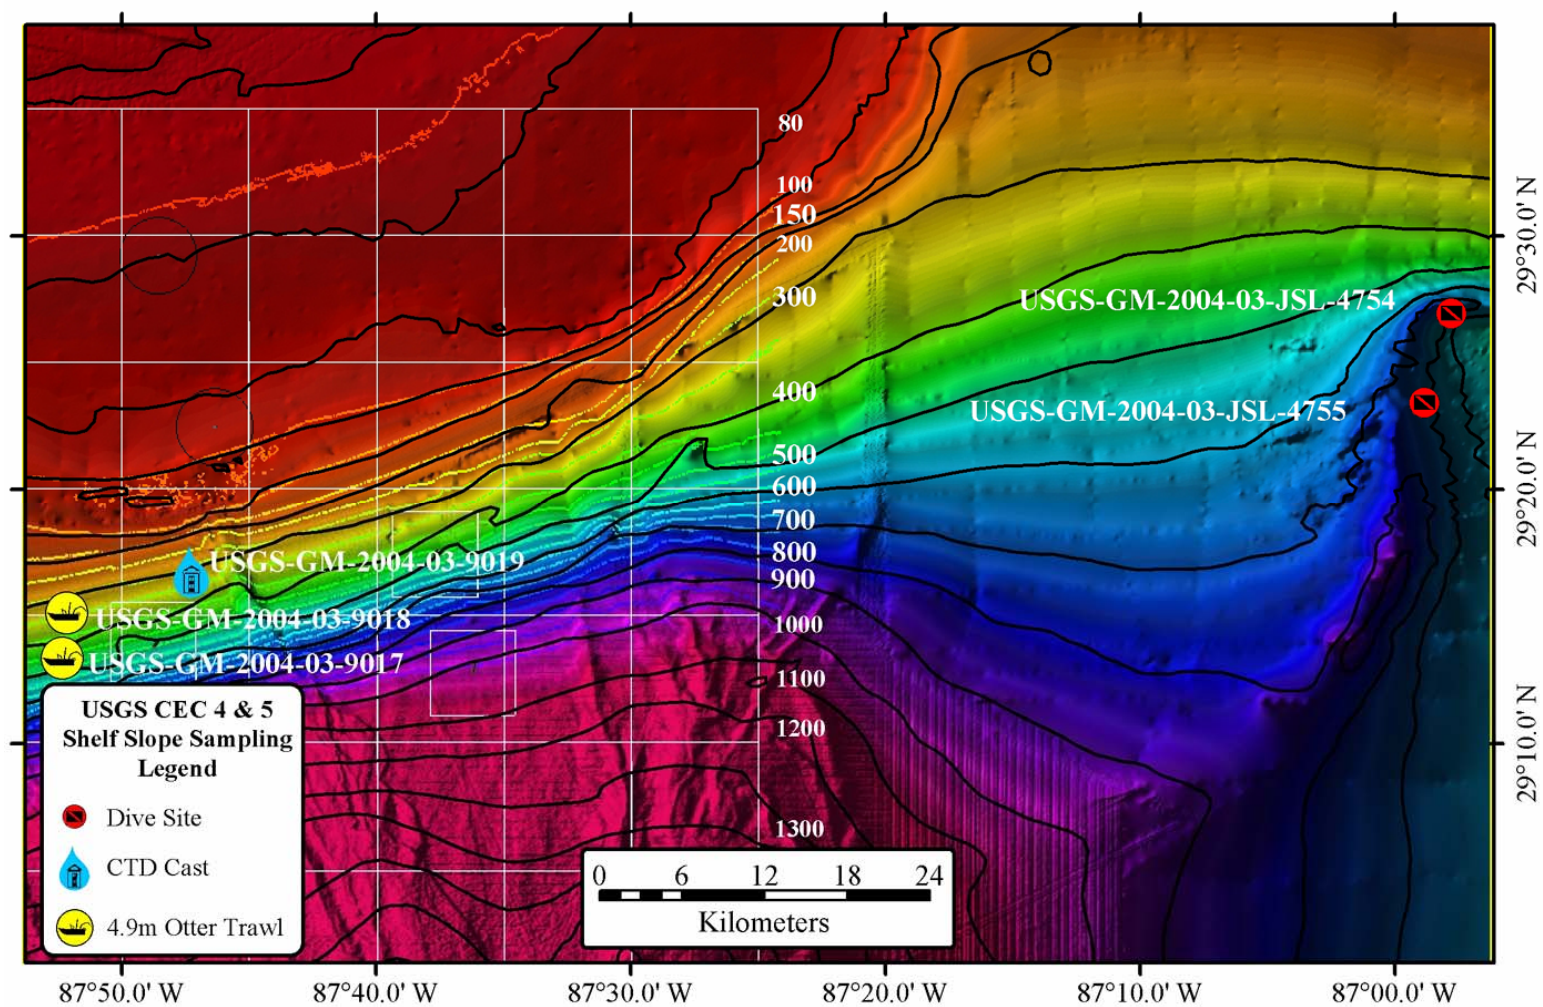 80
100
150
200
300
400
500
600
700
800
900
1000
1100
1200
1300
USGS-GM-2004-03-JSL-4754
USGS-GM-2004-03-JSL-4755
USGS-GM-2004-03-9019
USGS-GM-2004-03-9018
USGS-GM-2004-03-9017
USGS CEC 4 & 5
Shelf Slope Sampling
Legend
Dive Site
CTD Cast
4.9m Otter Trawl
0 6 12 18 24
Kilometers
29°30.0' N
29°20.0' N
29°10.0' N
87°50.0' W 87°40.0' W 87°30.0' W 87°20.0' W 87°10.0' W 87°00.0' W